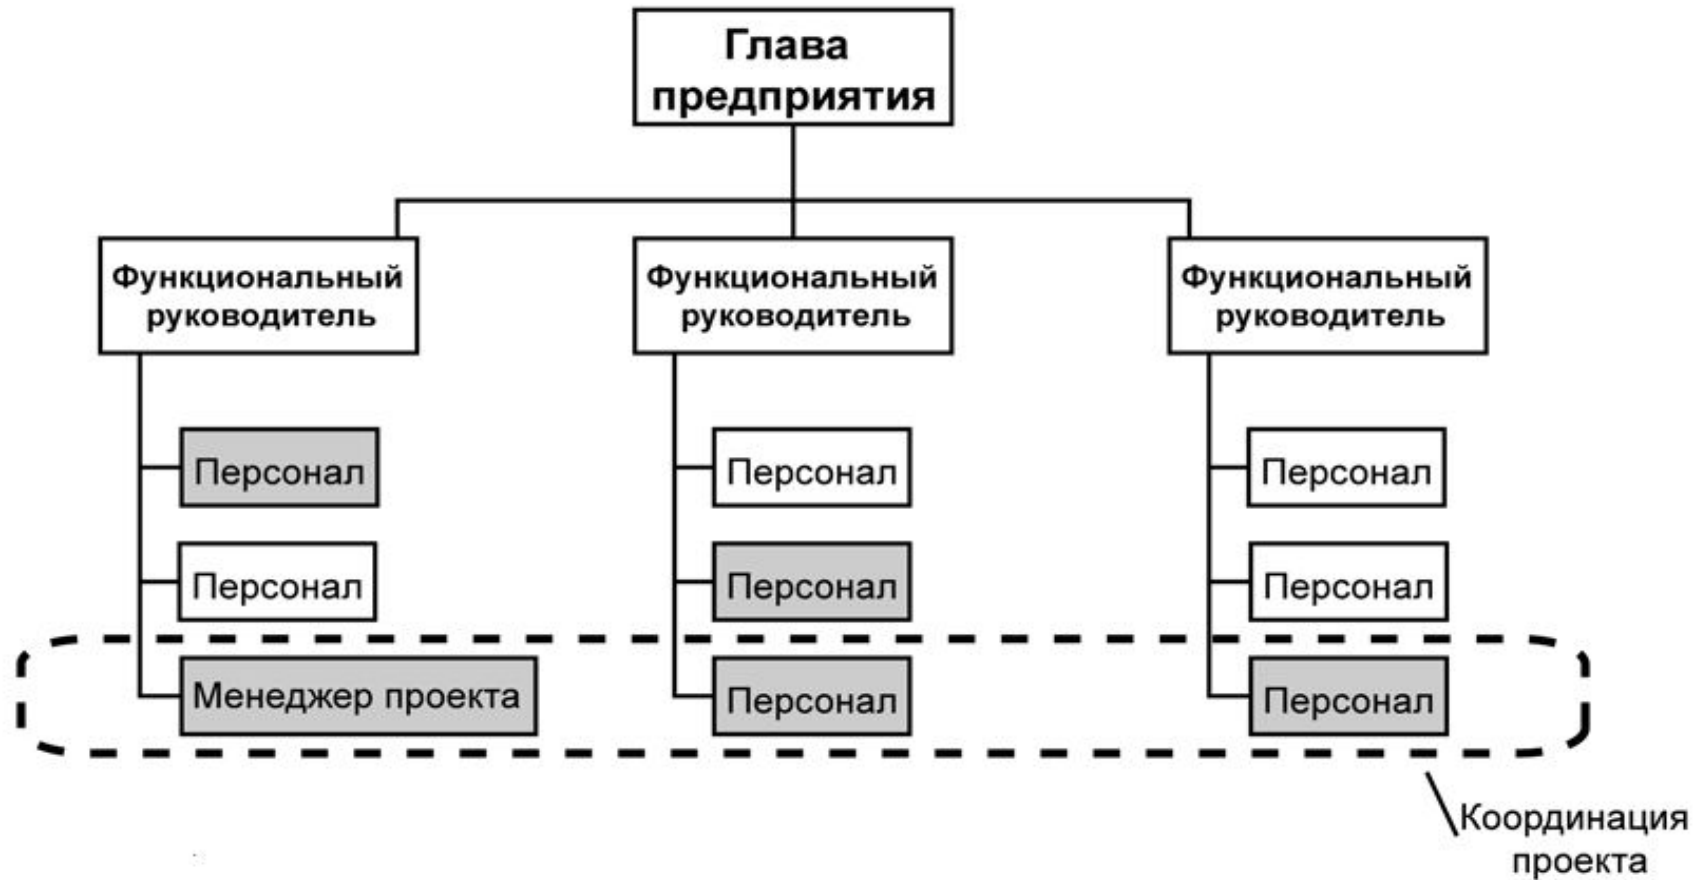 Глава
предприятия
Функциональный
руководитель
Функциональный
руководитель
Функциональный
руководитель
Персонал
Персонал
Менеджер проекта
Персонал
Персонал
Персонал
Персонал
Персонал
Персонал
Координация
проекта